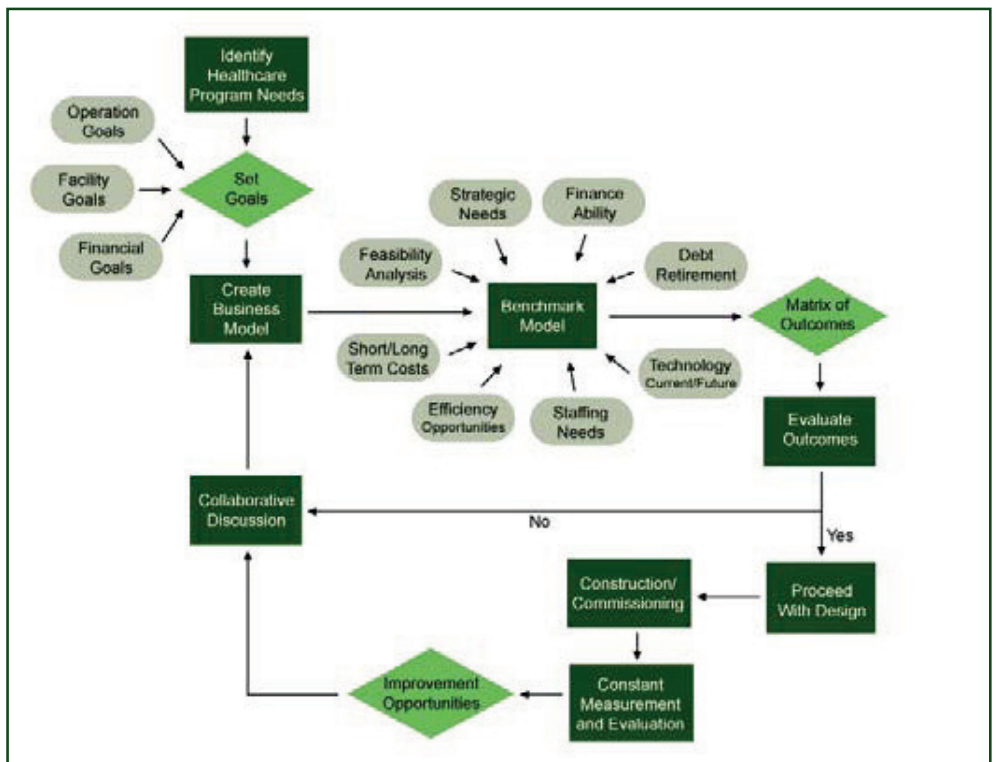 Identify
Healthcare
Program Needs
Operation
Goals
Facility
Goals
Financial
Goals
Set
Goals
Create
Business
Model
Strategic
Needs
Finance
Ability
Feasibility
Analysis
Debt
Retirement
Benchmark
Model
Short/Long
Term Costs
Technology
Current/Future
Efficiency
Opportunities
Staffing
Needs
Matrix of
Outcomes
Evaluate
Outcomes
No
Yes
Collaborative
Discussion
Proceed
With Design
Construction/
Commissioning
Constant
Measurement
and Evaluation
Improvement
Opportunities